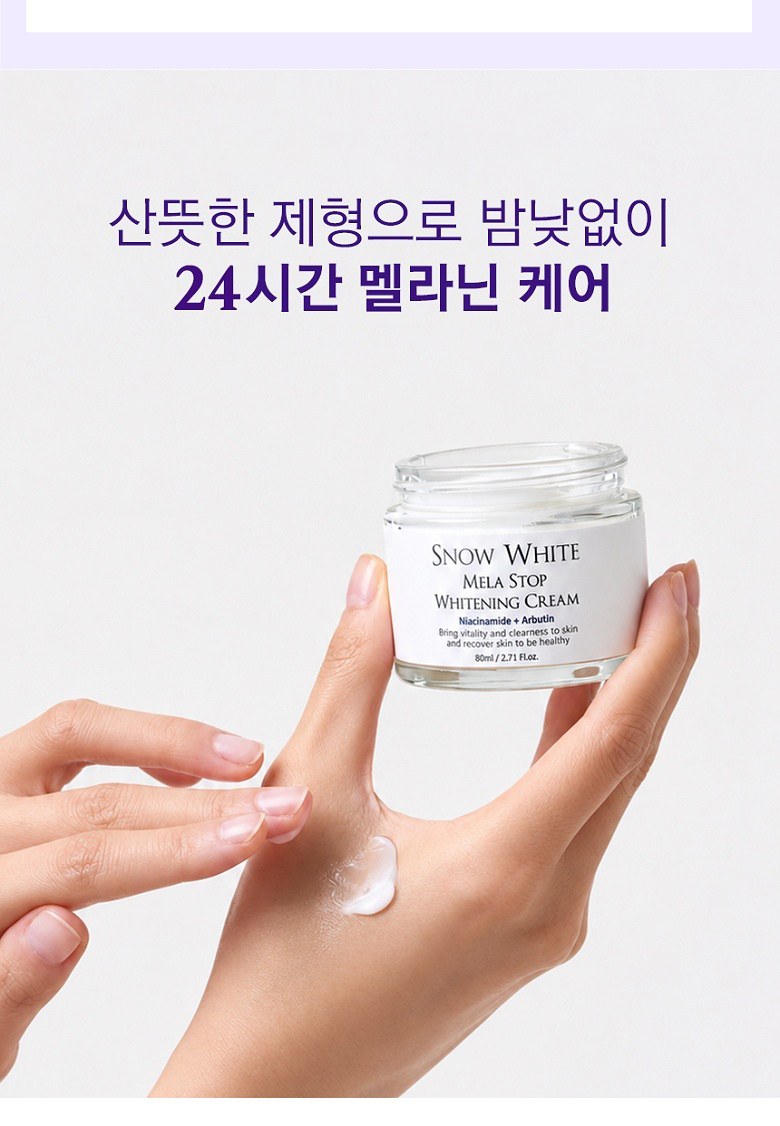 산뜻한 제형으로 밤낮없이
24시간 멜라닌 케어
SNOW WHITE
MELA STOP
WHITENING CREAM
Niacinamide + Arbutin
Bring vitality and clearness to skin
and recover skin to be healthy
80ml / 2.71 Fl.oz.